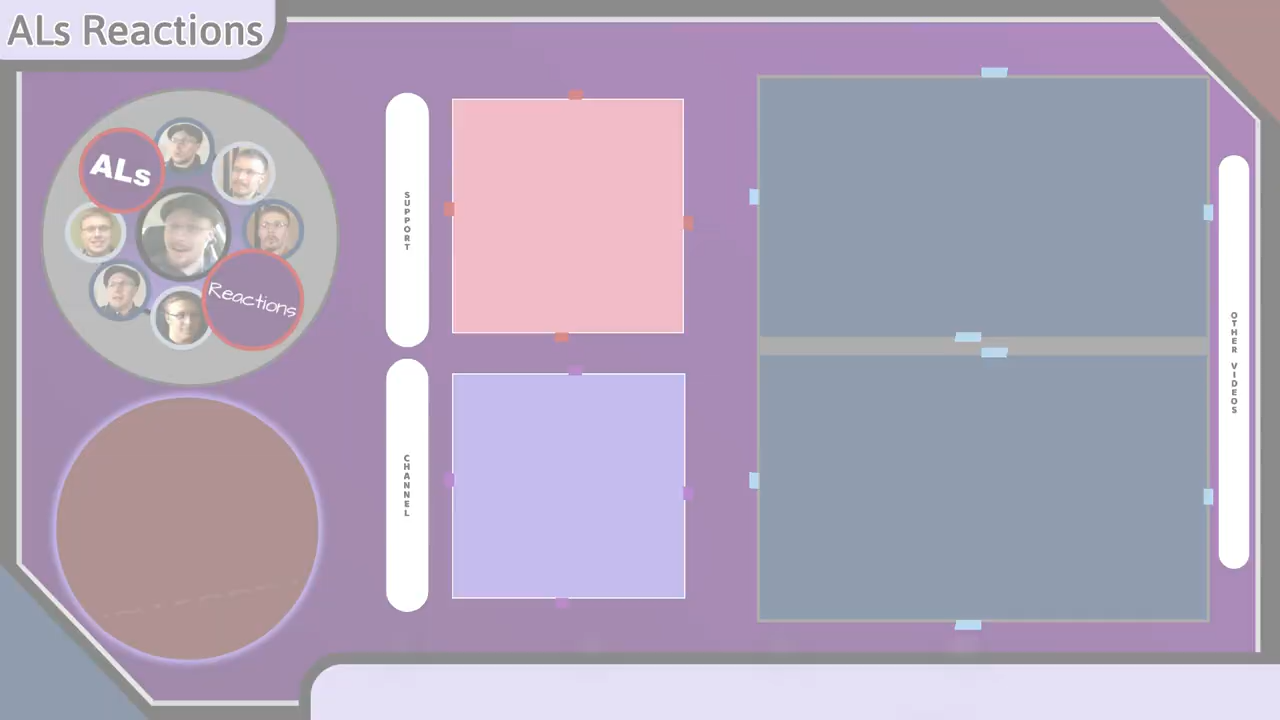 ALs Reactions
ALs
Reactions
SUPPORT
CHANNEL
OTHER VIDEOS